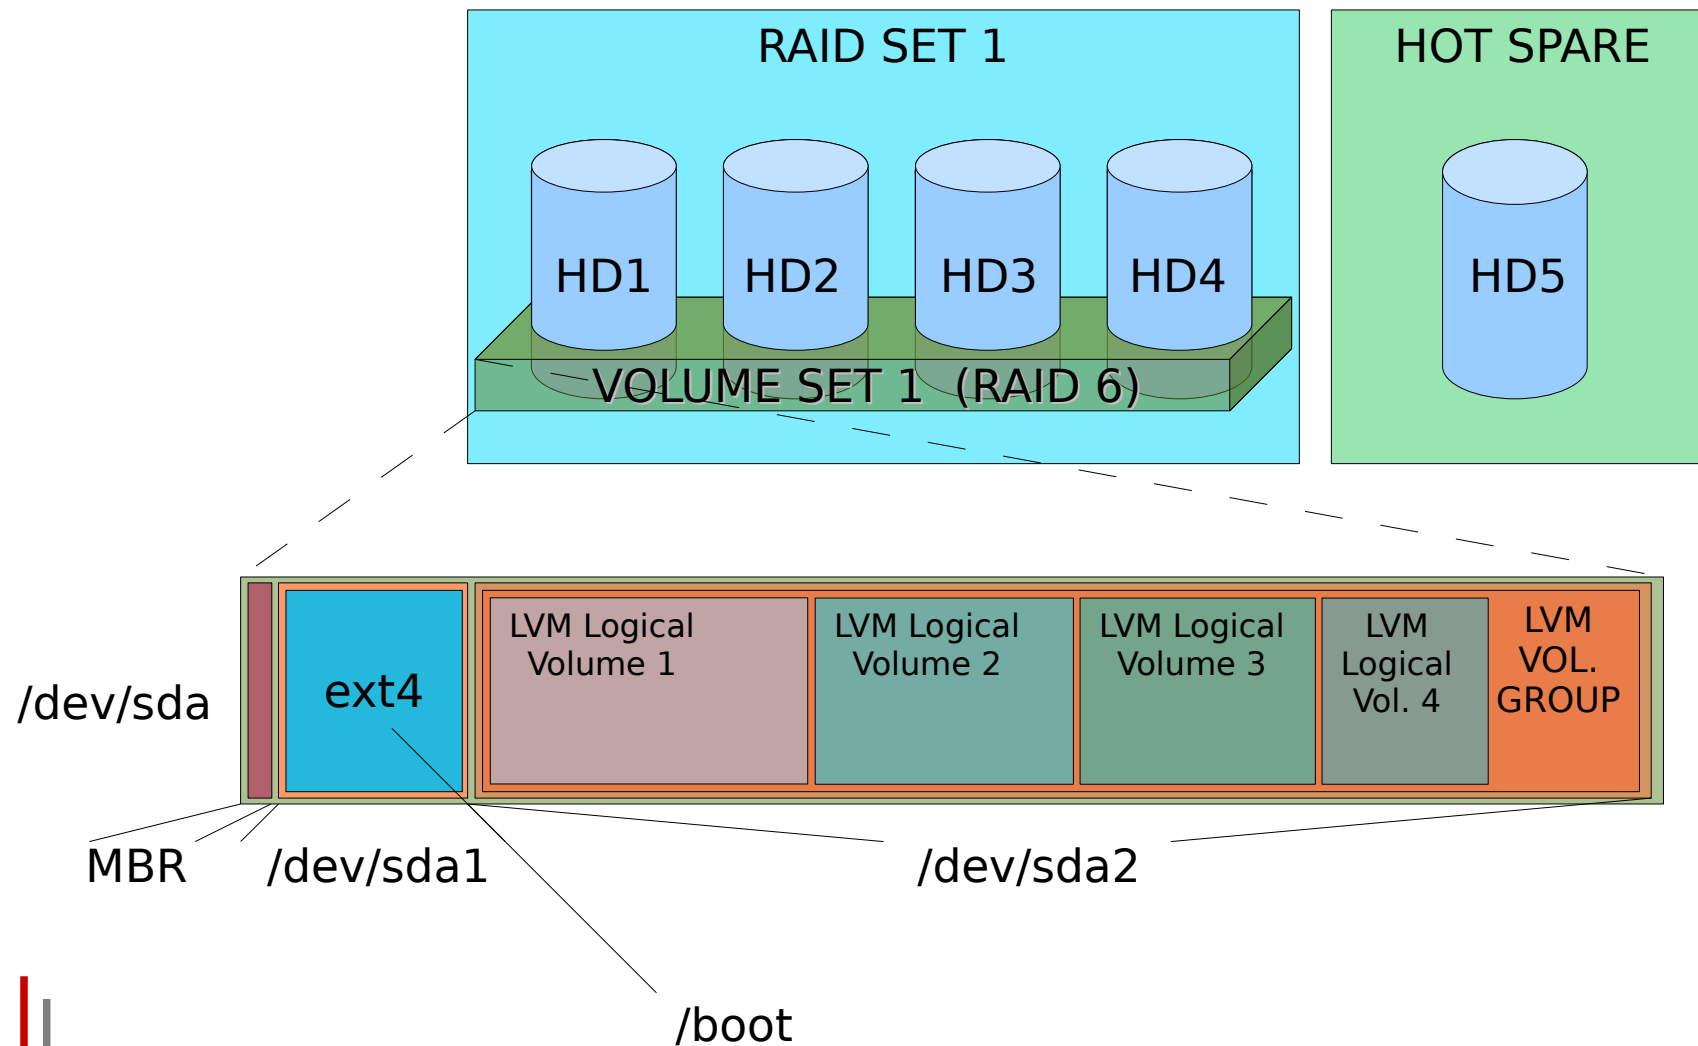 RAID SET 1
HOT SPARE
HD1
HD2
HD3
HD4
HD5
VOLUME SET 1 (RAID 6)
/dev/sda
ext4
LVM Logical
Volume 1
LVM Logical
Volume 2
LVM Logical
Volume 3
LVM
Logical
Vol. 4
LVM
VOL.
GROUP
MBR
/dev/sda1
/dev/sda2
/boot